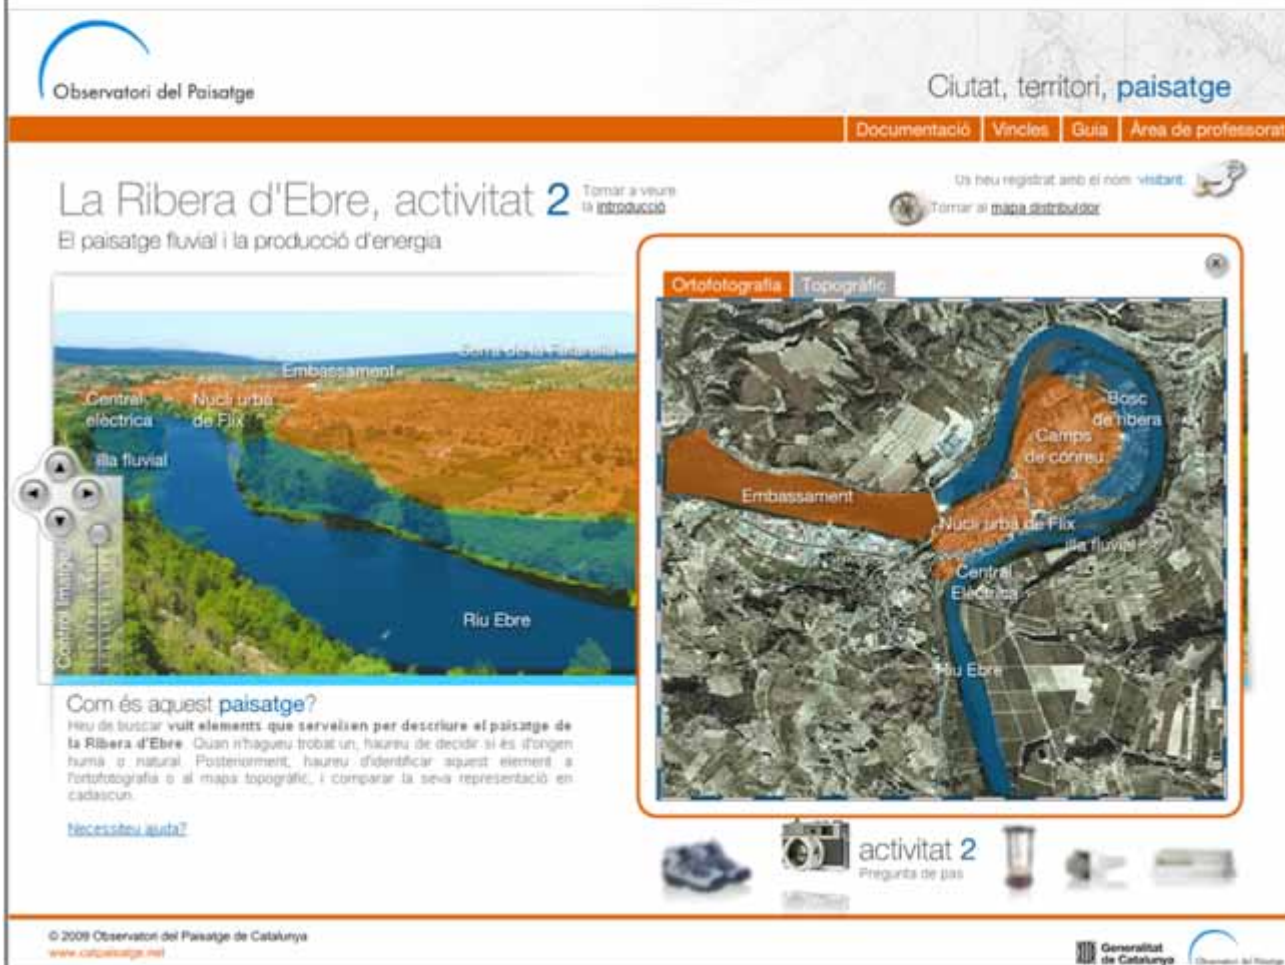 Observatori del Paisatge
Ciutat, territori, paisatge
Documentació Vincles Guia Àrea de professorat
La Ribera d'Ebre, activitat 2
Tornar a veure
la introducció
Us heu registrat amb el nom: visitant.
Tornar al mapa distribuidor
El paisatge fluvial i la producció d'energia
Serra de la Fatarella
Embassament
Central
elèctrica
Nucli urbà
de Flix
illa fluvial
Control imatge
Riu Ebre
Ortofotografia Topogràfic
Bosc
de ribera
Camps
de conreu
Embassament
Nucli urbà de Flix
illa fluvial
Central
Elèctrica
Riu Ebre
Com és aquest paisatge?
Heu de buscar vuit elements que serveixen per descriure el paisatge de
la Ribera d'Ebre. Quan n'hagueu trobat un, haureu de decidir si és d'origen
humà o natural. Posteriorment, haureu d'identificar aquest element a
l'ortofotografia o al mapa topogràfic, i comparar la seva representació en
cadascun.
Necessiteu ajuda?
activitat 2
Pregunta de pas
© 2009 Observatori del Paisatge de Catalunya
www.catpaisatge.net
Generalitat
de Catalunya
Observatori del Paisatge